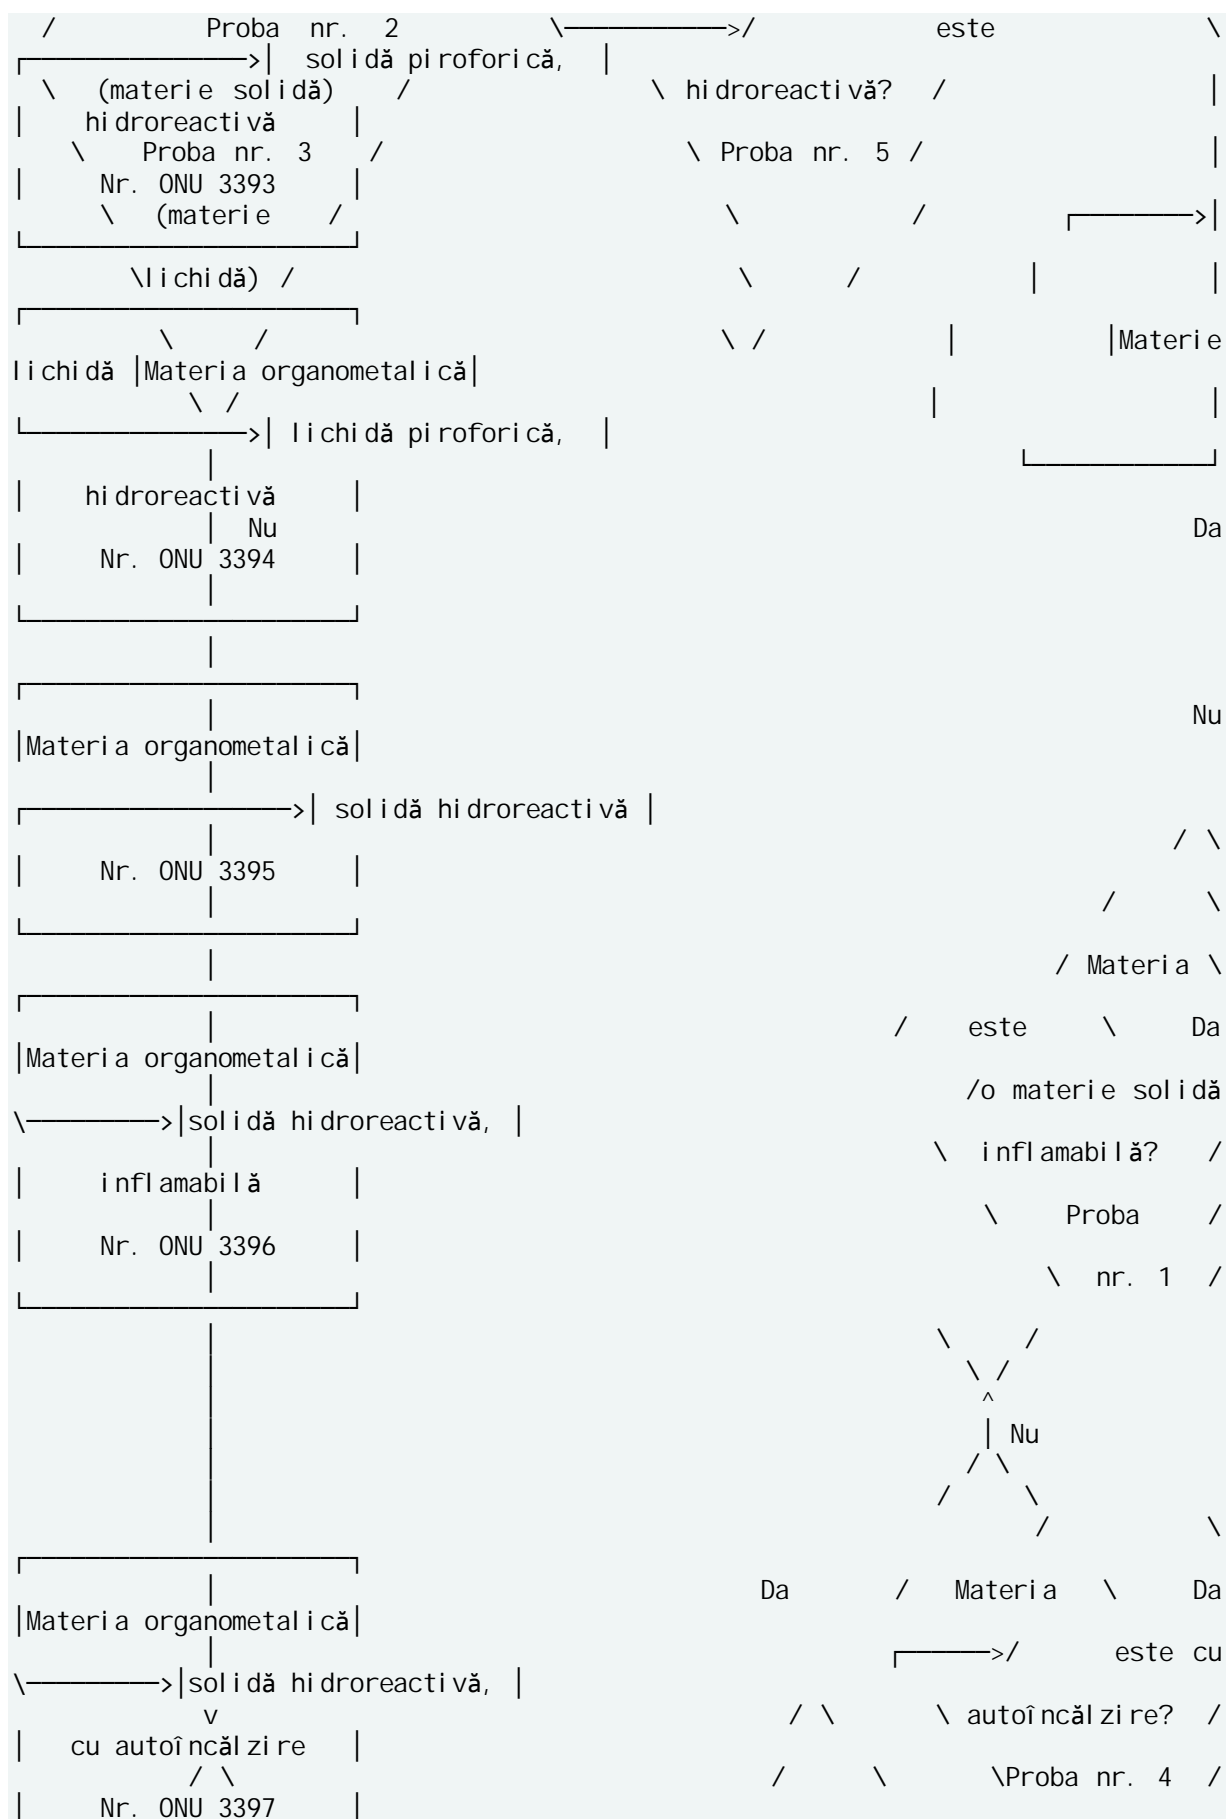 / Proba nr. 2 \───────────>/ este \
┌───────────────>│ solidă piroforică, │
\ (materie solidă) / \ hidroreactivă? / │
│ hidroreactivă │
\ Proba nr. 3 / \ Proba nr. 5 / │
│ Nr. ONU 3393 │
\ (materie / \ / ┌────────>│
└──────────────────────┘
\lichidă) / \ / │ │
┌──────────────────────┐
\ / \ / │ │Materie
lichidă │Materia organometalică│
\ / │ │
└───────────────>│ lichidă piroforică, │
│ └────────────┘
│ hidroreactivă │
│ Nu Da
│ Nr. ONU 3394 │
│
└──────────────────────┘
│
┌──────────────────────┐
│ Nu
│Materia organometalică│
│
┌──────────────────>│ solidă hidroreactivă │
│ / \
│ Nr. ONU 3395 │
│ / \
└──────────────────────┘
│ / Materia \
┌──────────────────────┐
│ / este \ Da
│Materia organometalică│
│ /o materie solidă
\─────────>│solidă hidroreactivă, │
│ \ inflamabilă? /
│ inflamabilă │
│ \ Proba /
│ Nr. ONU 3396 │
│ \ nr. 1 /
└──────────────────────┘
│ \ /
│ \ /
│ ^
│ │ Nu
│ / \
│ / \
│ / \
┌──────────────────────┐
│ Da / Materia \ Da
│Materia organometalică│
│ ┌──────>/ este cu
\─────────>│solidă hidroreactivă, │
v / \ \ autoîncălzire? /
│ cu autoîncălzire │
/ \ / \ \Proba nr. 4 /
│ Nr. ONU 3397 │